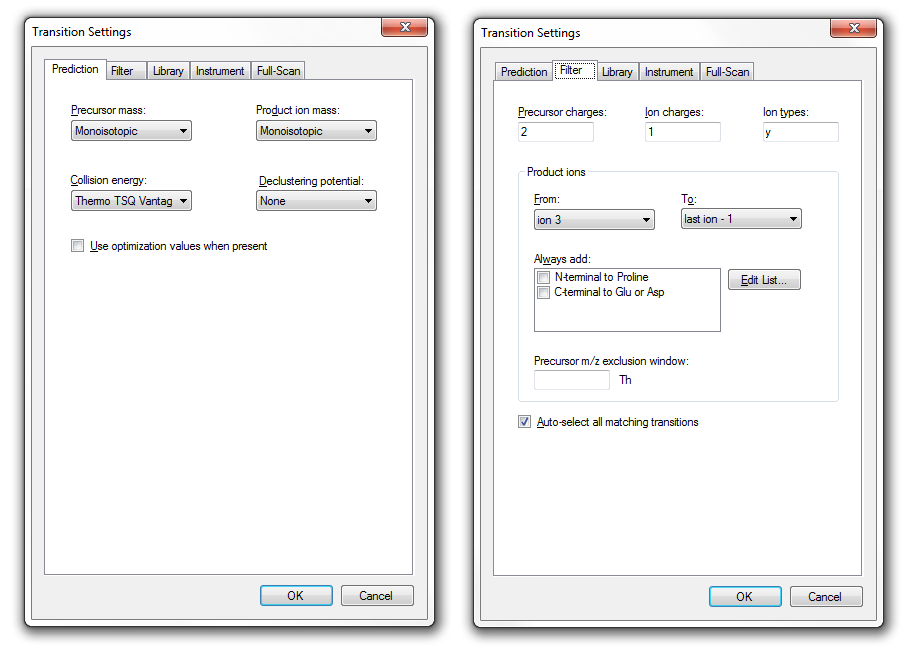 Transition Settings
Prediction Filter Library Instrument Full-Scan
Precursor mass: Product ion mass:
Monoisotopic Monoisotopic
Collision energy: Declustering potential:
Thermo TSQ Vantag None
Use optimization values when present
OK Cancel
Transition Settings
Prediction Filter Library Instrument Full-Scan
Precursor charges: Ion charges: Ion types:
2 1 y
Product ions
From: To:
ion 3 last ion - 1
Always add:
N-terminal to Proline
C-terminal to Glu or Asp
Edit List...
Precursor m/z exclusion window:
Th
Auto-select all matching transitions
OK Cancel